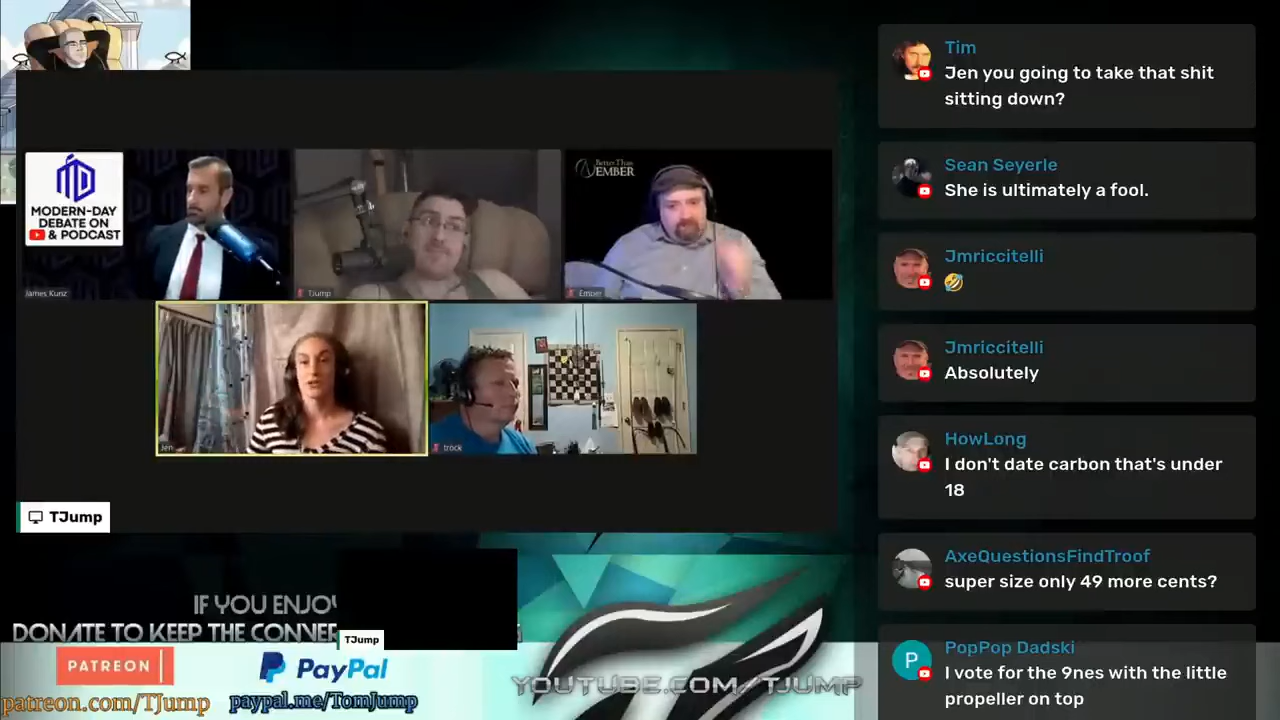 MODERN-DAY
DEBATE ON
& PODCAST
James Kunz
TJump
Better Than
EMBER
Ember
Jen
trock
TJump
IF YOU ENJOY
DONATE TO KEEP THE CONVER
TJump
PATREON
PayPal
patreon.com/TJump
paypal.me/TomJump
YOUTUBE.COM/TJUMP
Tim
Jen you going to take that shit
sitting down?
Sean Seyerle
She is ultimately a fool.
Jmriccitelli
🤣
Jmriccitelli
Absolutely
HowLong
I don't date carbon that's under
18
AxeQuestionsFindTroof
super size only 49 more cents?
P
PopPop Dadski
I vote for the 9nes with the little
propeller on top